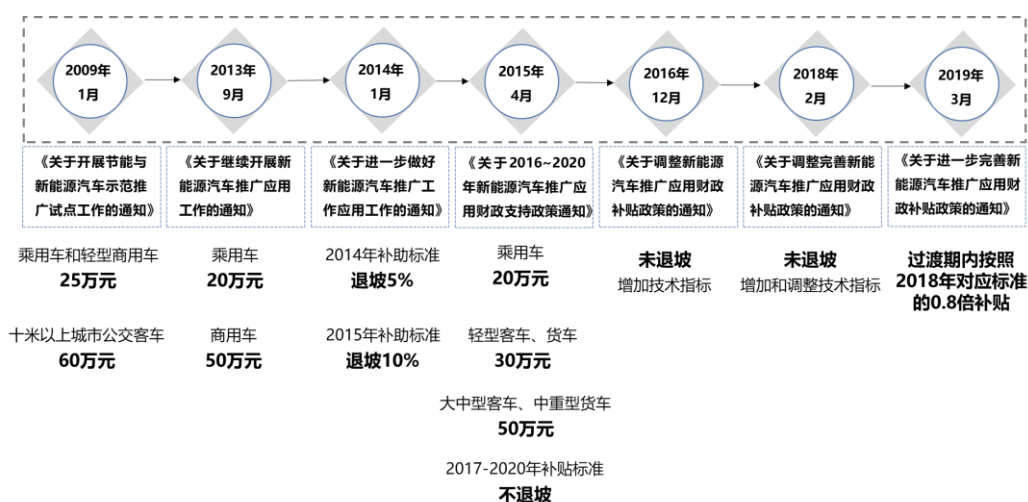 2009年
1月
2013年
9月
2014年
1月
2015年
4月
2016年
12月
2018年
2月
2019年
3月
《关于开展节能与
新能源汽车示范推
广试点工作的通知》
《关于继续开展新
能源汽车推广应用
工作的通知》
《关于进一步做好
新能源汽车推广工
作应用工作的通知》
《关于2016~2020
年新能源汽车推广应
用财政支持政策通知》
《关于调整新能源
汽车推广应用财政
补贴政策的通知》
《关于调整完善新能
源汽车推广应用财政
补贴政策的通知》
《关于进一步完善新
能源汽车推广应用财
政补贴政策的通知》
乘用车和轻型商用车
25万元
十米以上城市公交客车
60万元
乘用车
20万元
商用车
50万元
2014年补助标准
退坡5%
2015年补助标准
退坡10%
乘用车
20万元
轻型客车、货车
30万元
大中型客车、中重型货车
50万元
2017-2020年补贴标准
不退坡
未退坡
增加技术指标
未退坡
增加和调整技术指标
过渡期内按照
2018年对应标准
的0.8倍补贴